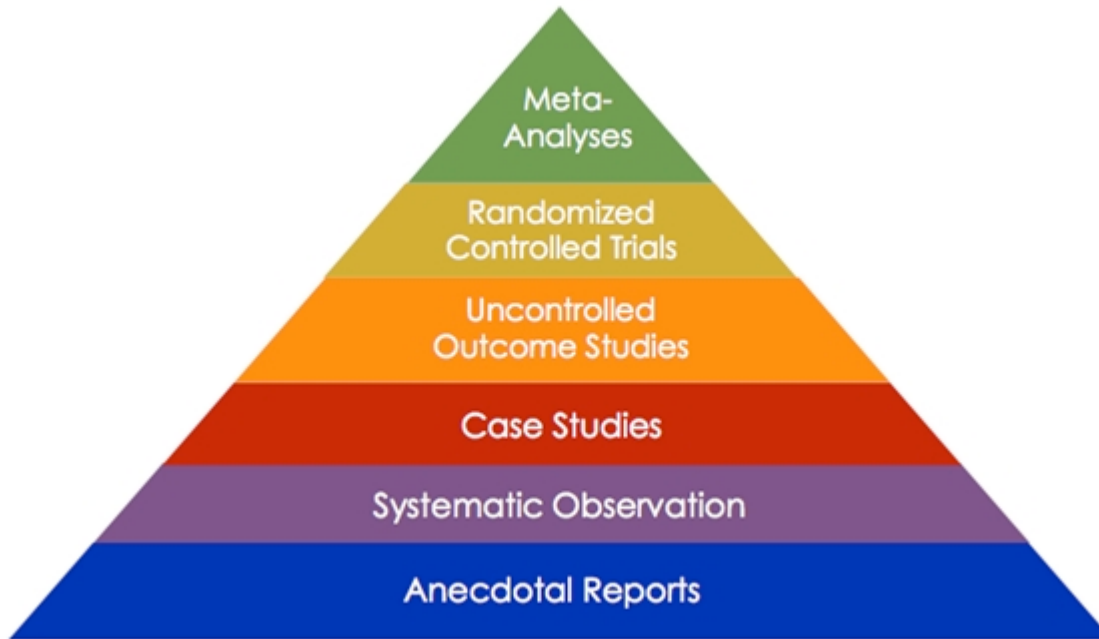 Meta-
Analyses
Randomized
Controlled Trials
Uncontrolled
Outcome Studies
Case Studies
Systematic Observation
Anecdotal Reports